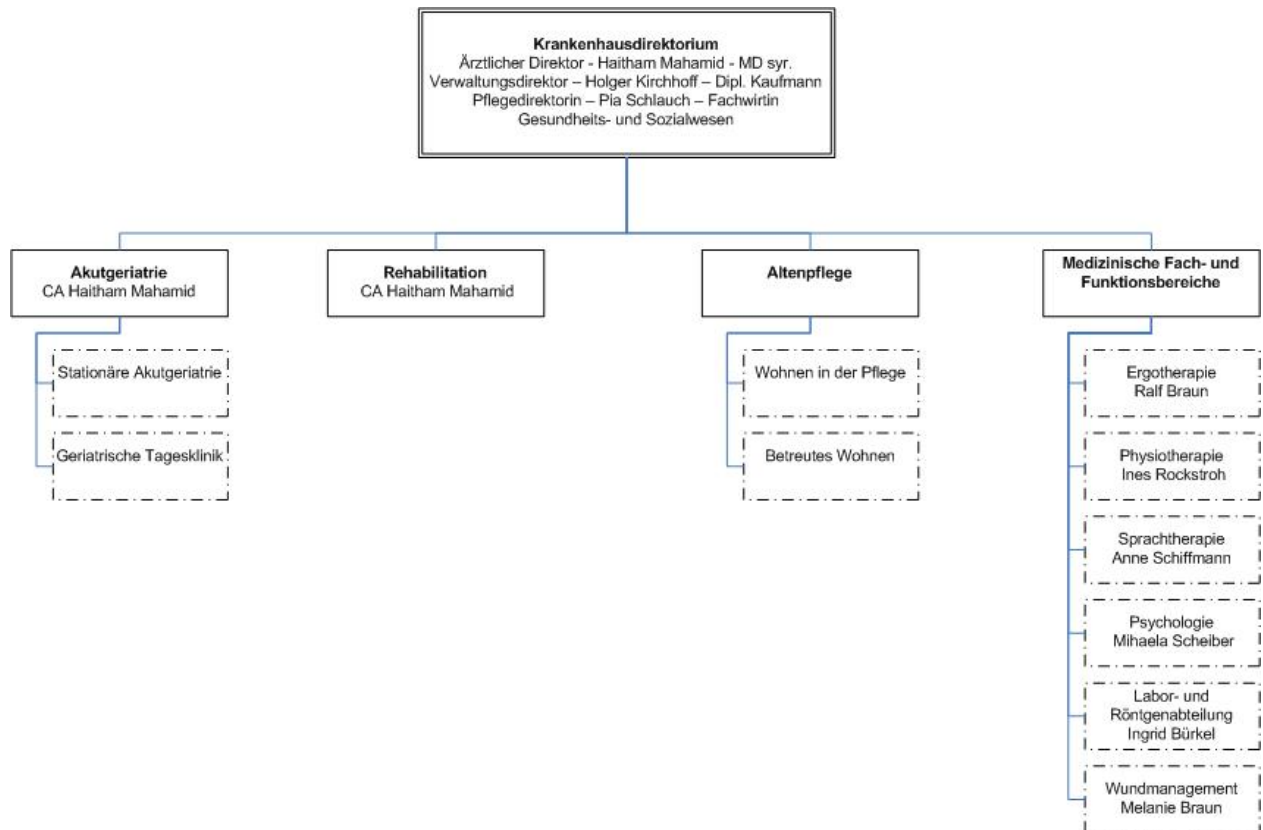 Krankenhausdirektorium
Ärztlicher Direktor - Haitham Mahamid - MD syr.
Verwaltungsdirektor – Holger Kirchhoff – Dipl. Kaufmann
Pflegedirektorin – Pia Schlauch – Fachwirtin
Gesundheits- und Sozialwesen
Akutgeriatrie
CA Haitham Mahamid
Rehabilitation
CA Haitham Mahamid
Altenpflege
Medizinische Fach- und
Funktionsbereiche
Stationäre Akutgeriatrie
Geriatrische Tagesklinik
Wohnen in der Pflege
Betreutes Wohnen
Ergotherapie
Ralf Braun
Physiotherapie
Ines Rockstroh
Sprachtherapie
Anne Schiffmann
Psychologie
Mihaela Scheiber
Labor- und
Röntgenabteilung
Ingrid Bürkel
Wundmanagement
Melanie Braun